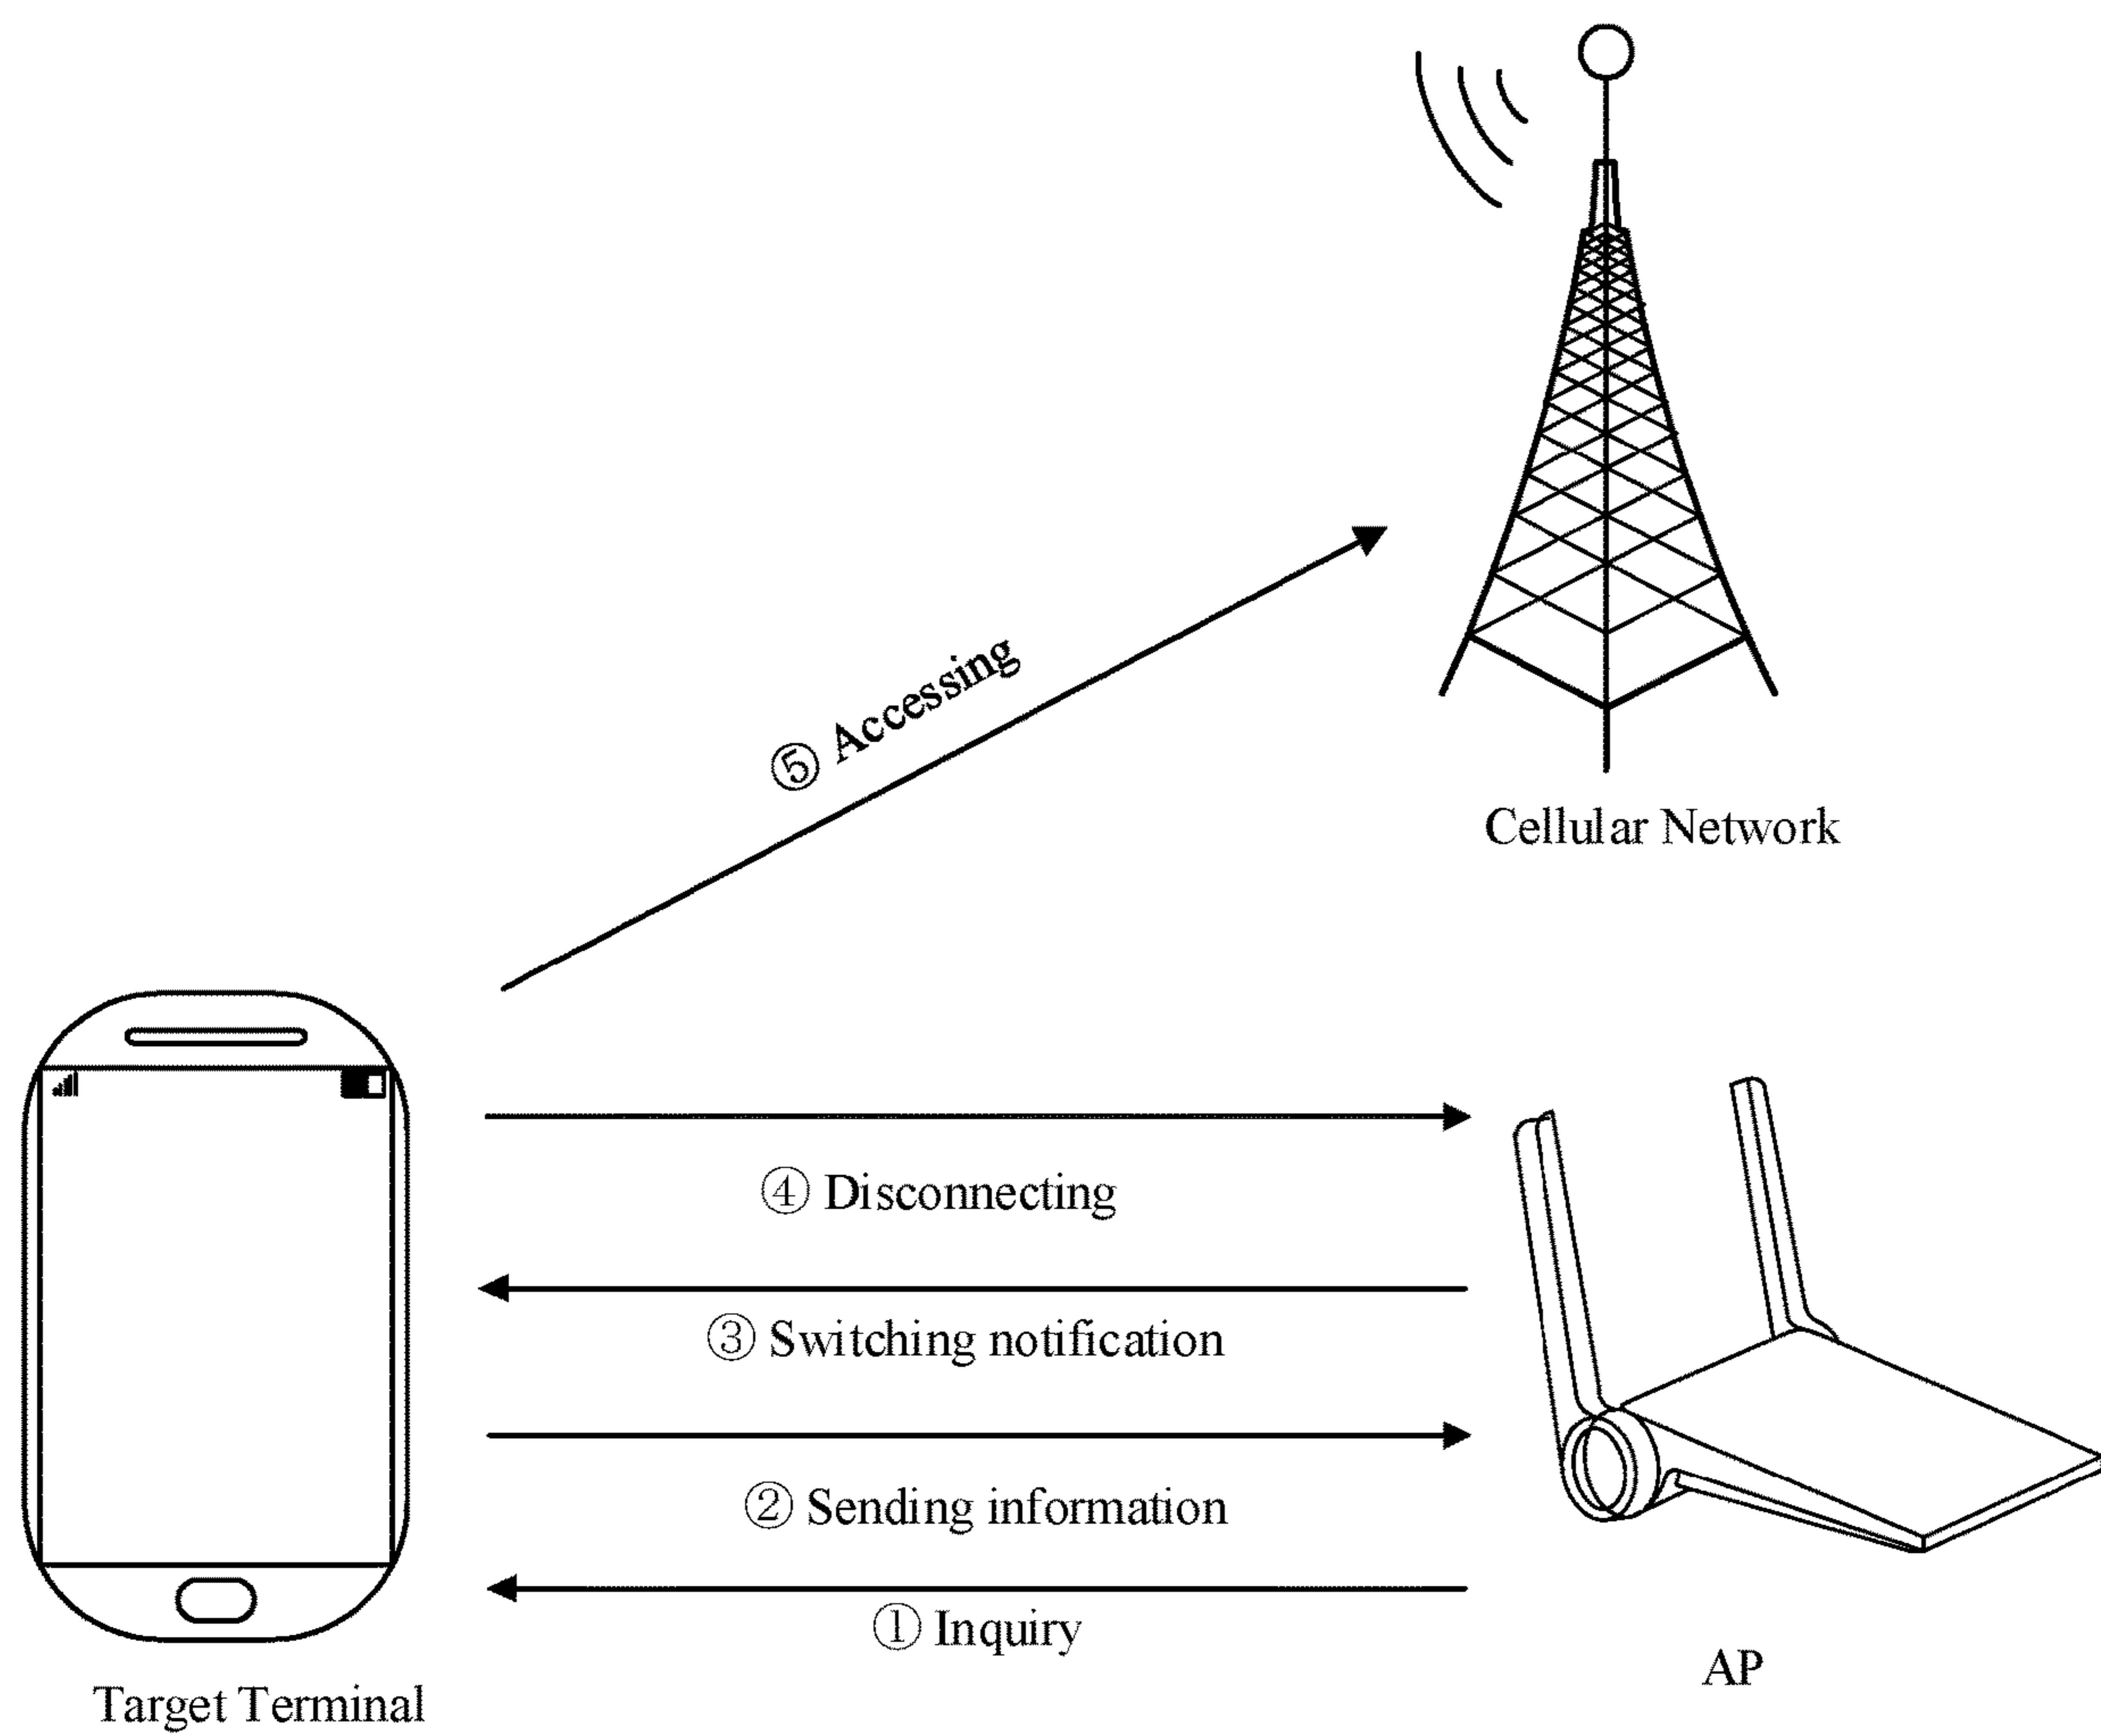 ⑤ Accessing
Cellular Network
④ Disconnecting
③ Switching notification
② Sending information
① Inquiry
AP
Target Terminal